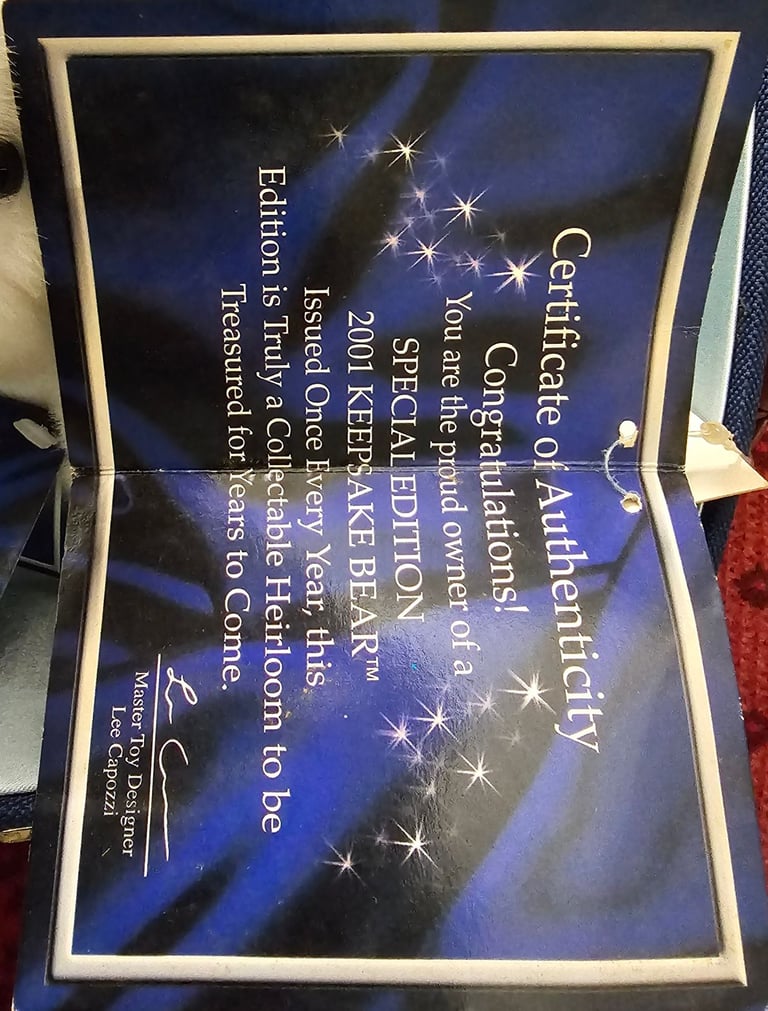 Certificate of Authenticity
Congratulations!
You are the proud owner of a
SPECIAL EDITION
2001 KEEPSAKE BEAR™
Issued Once Every Year, this
Edition is Truly a Collectable Heirloom to be
Treasured for Years to Come.
Master Toy Designer
Lee Capozzi